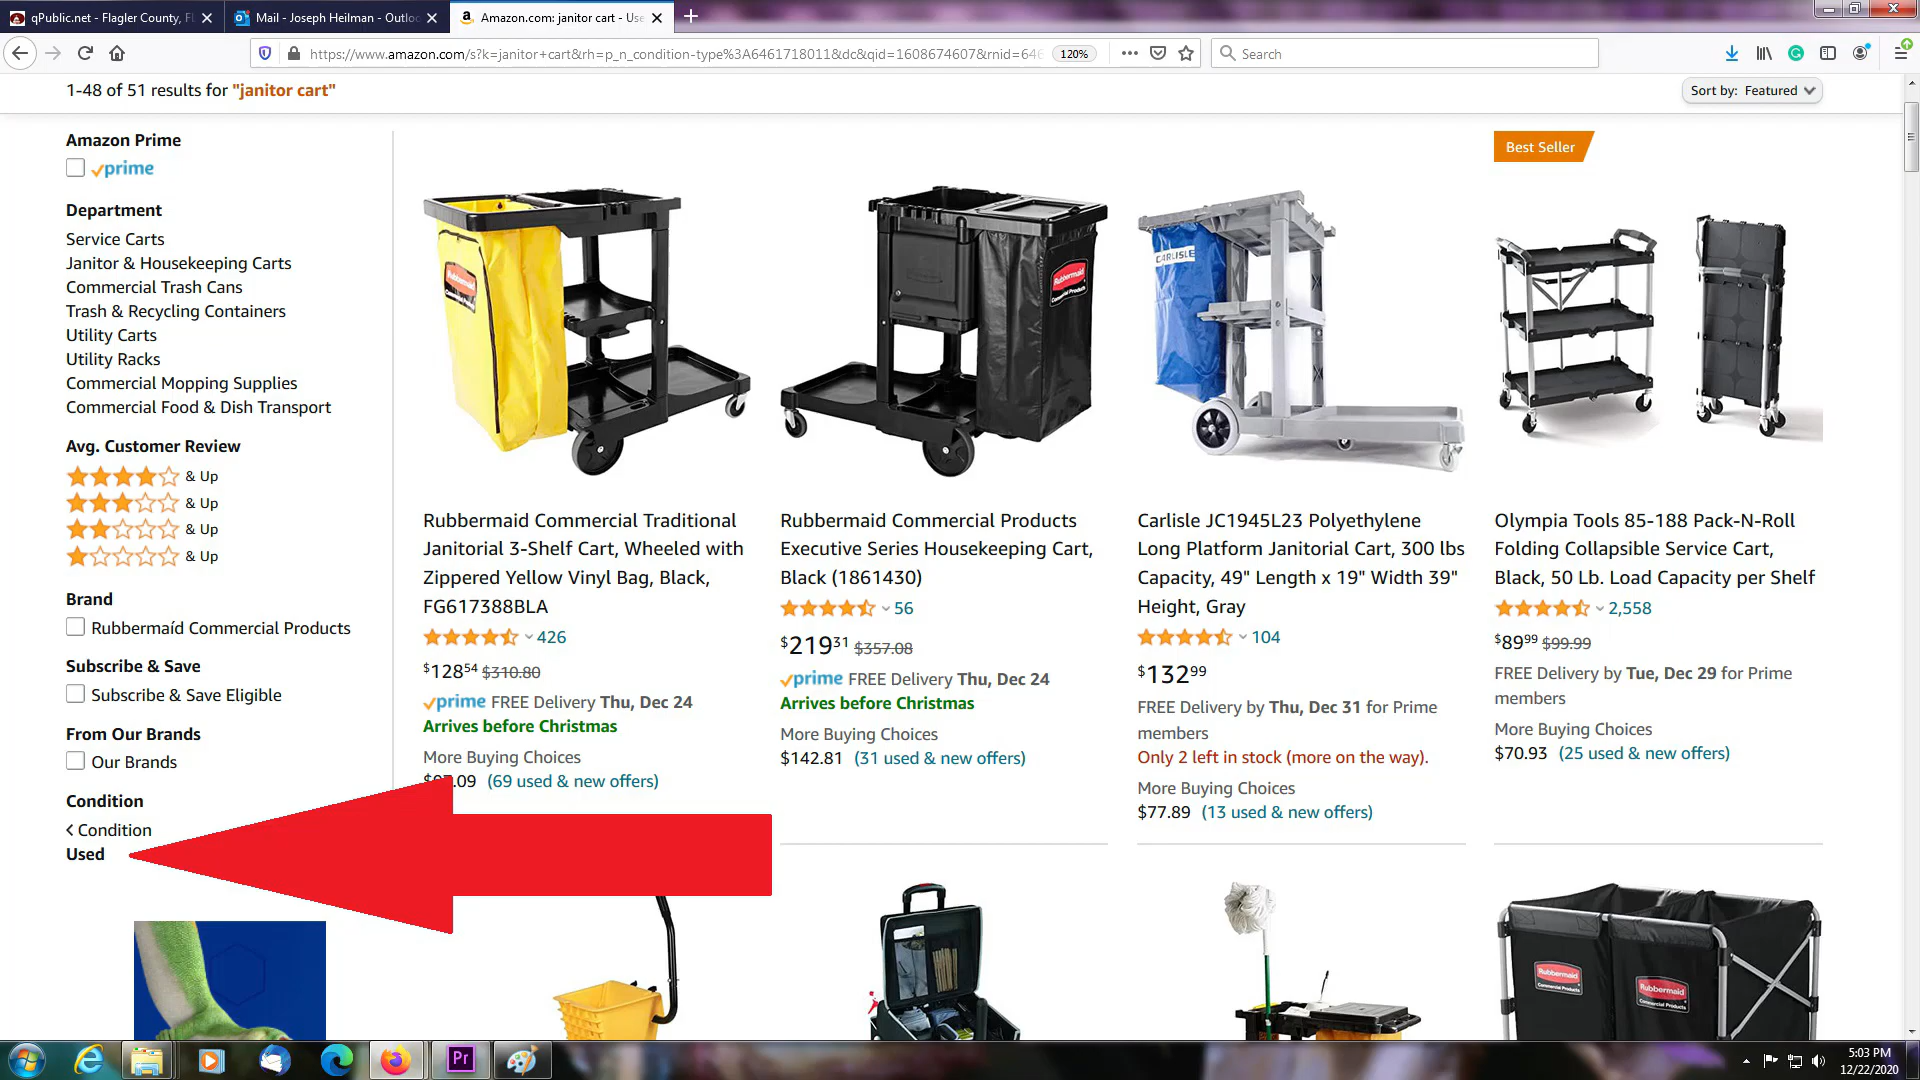 qPublic.net - Flagler County, FL
Mail - Joseph Heilman - Outloo
Amazon.com: janitor cart - Use
https://www.amazon.com/s?k=janitor+cart&rh=p_n_condition-type%3A6461718011&dc&qid=1608674607&rnid=646
120%
Search
1-48 of 51 results for "janitor cart"
Sort by: Featured
Amazon Prime
prime
Department
Service Carts
Janitor & Housekeeping Carts
Commercial Trash Cans
Trash & Recycling Containers
Utility Carts
Utility Racks
Commercial Mopping Supplies
Commercial Food & Dish Transport
Avg. Customer Review
& Up
& Up
& Up
& Up
Brand
Rubbermaid Commercial Products
Subscribe & Save
Subscribe & Save Eligible
From Our Brands
Our Brands
Condition
< Condition
Used
Rubbermaid
Rubbermaid Commercial Traditional
Janitorial 3-Shelf Cart, Wheeled with
Zippered Yellow Vinyl Bag, Black,
FG617388BLA
426
$128.54 $310.80
prime FREE Delivery Thu, Dec 24
Arrives before Christmas
More Buying Choices
.09 (69 used & new offers)
Rubbermaid
Commercial Products
Rubbermaid Commercial Products
Executive Series Housekeeping Cart,
Black (1861430)
56
$219.31 $357.08
prime FREE Delivery Thu, Dec 24
Arrives before Christmas
More Buying Choices
$142.81 (31 used & new offers)
CARLISLE
Carlisle JC1945L23 Polyethylene
Long Platform Janitorial Cart, 300 lbs
Capacity, 49" Length x 19" Width 39"
Height, Gray
104
$132.99
FREE Delivery by Thu, Dec 31 for Prime
members
Only 2 left in stock (more on the way).
More Buying Choices
$77.89 (13 used & new offers)
Best Seller
Olympia Tools 85-188 Pack-N-Roll
Folding Collapsible Service Cart,
Black, 50 Lb. Load Capacity per Shelf
2,558
$89.99 $99.99
FREE Delivery by Tue, Dec 29 for Prime
members
More Buying Choices
$70.93 (25 used & new offers)
Rubbermaid
Commercial Products
Rubbermaid
Commercial Products
Pr
5:03 PM
12/22/2020